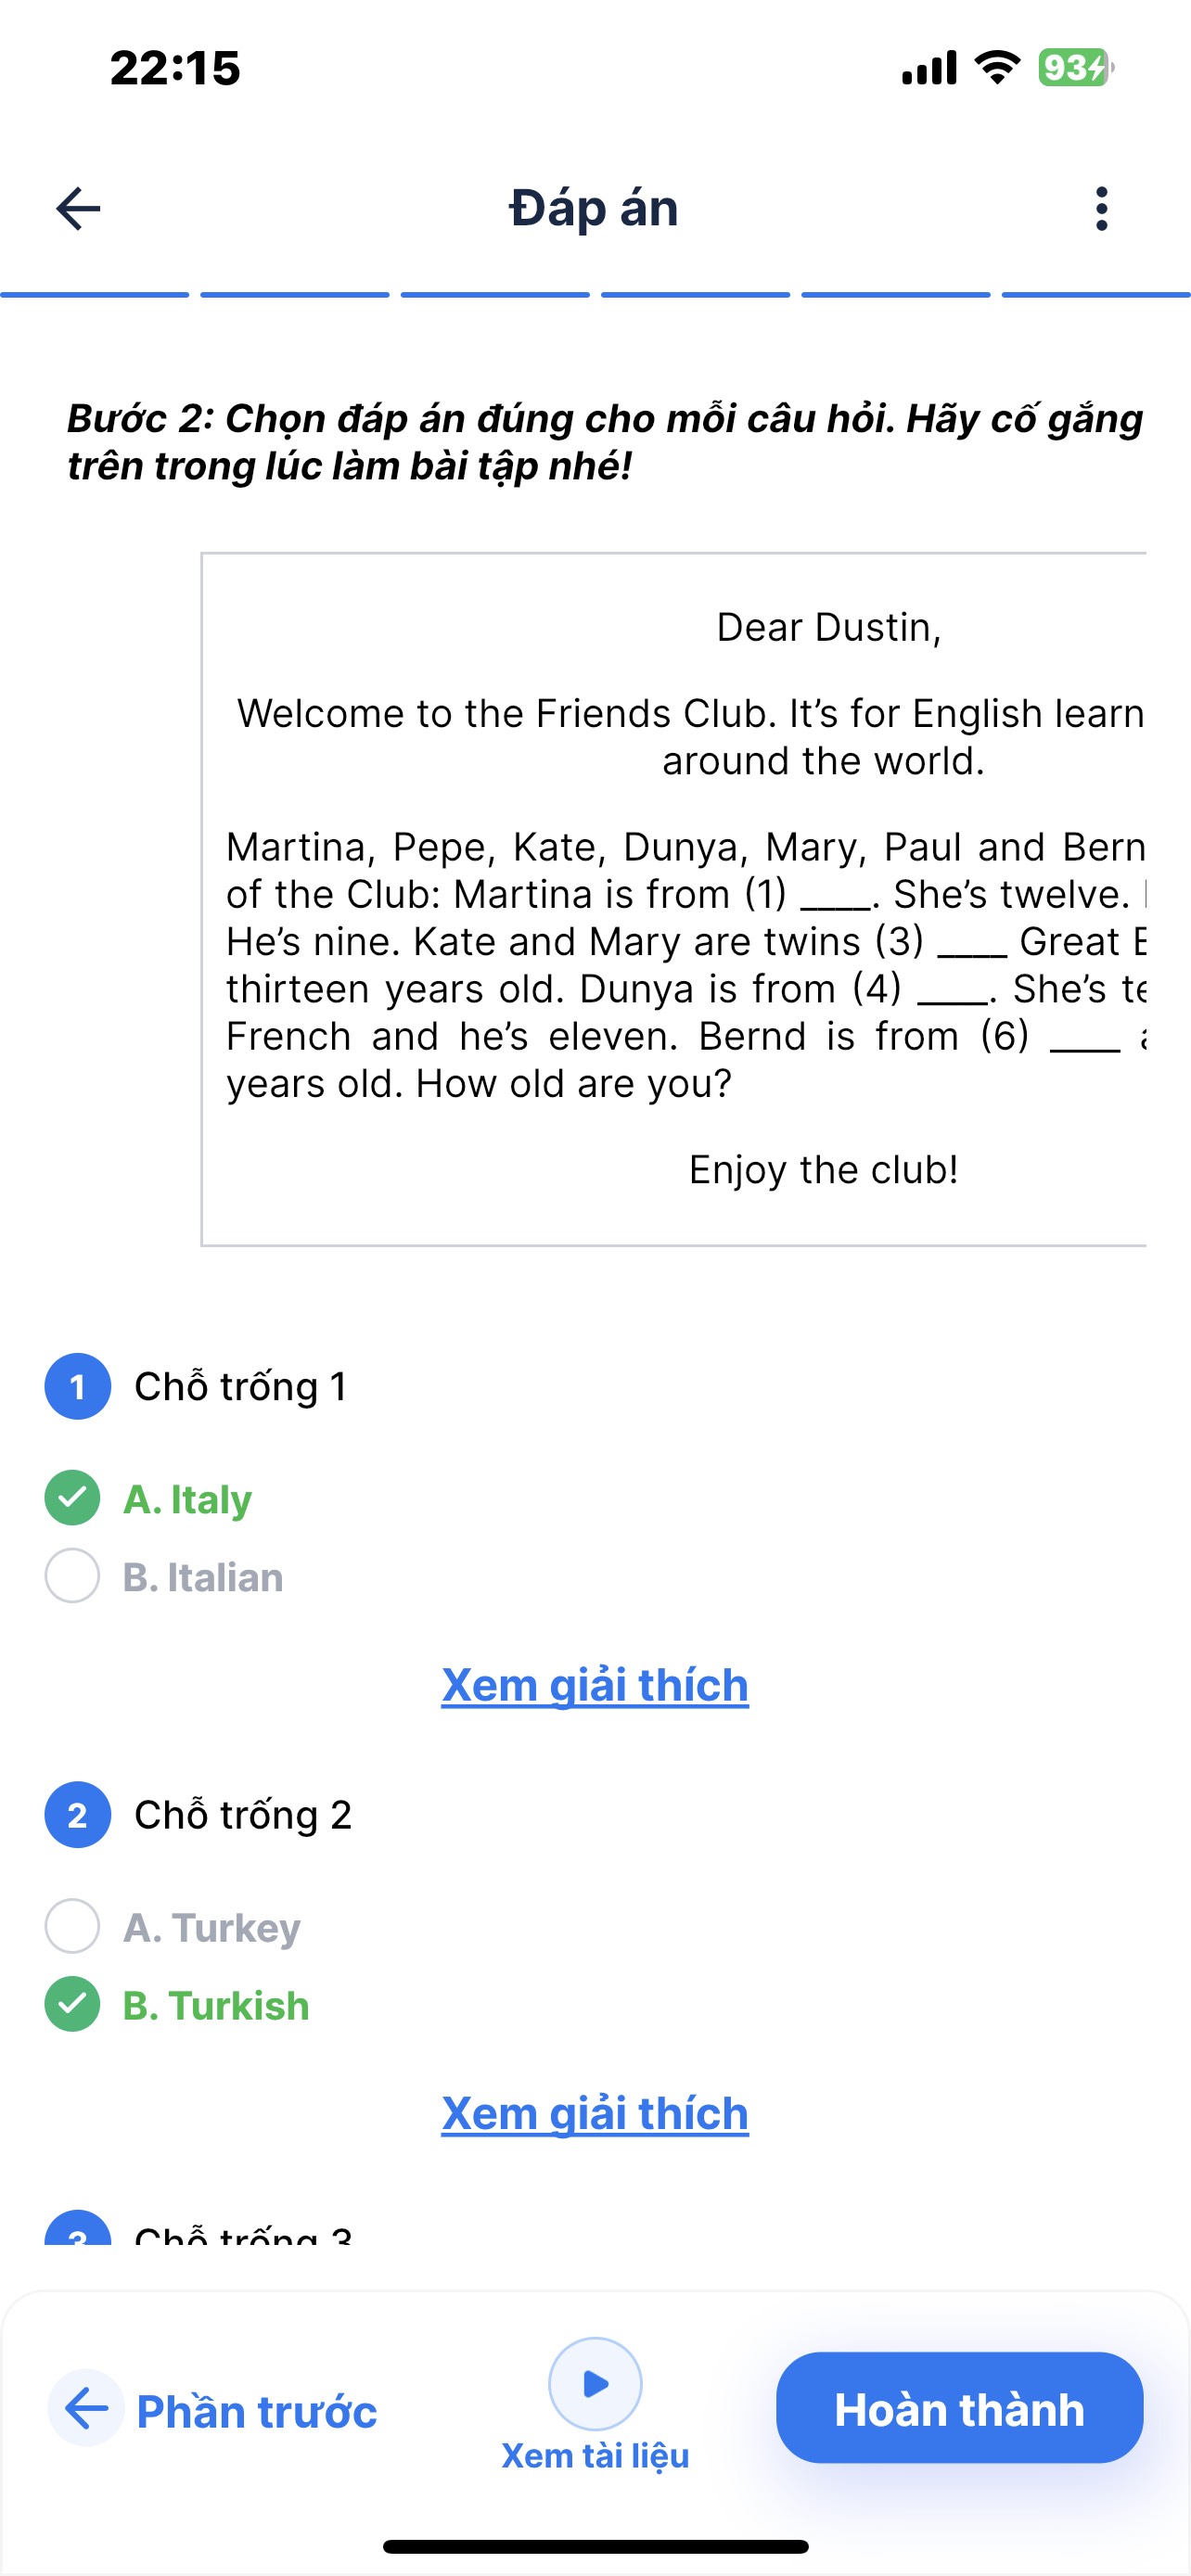 22:15
93
Đáp án
Bước 2: Chọn đáp án đúng cho mỗi câu hỏi. Hãy cố gắng
trên trong lúc làm bài tập nhé!
Dear Dustin,
Welcome to the Friends Club. It's for English learn
around the world.
Martina, Pepe, Kate, Dunya, Mary, Paul and Bern
of the Club: Martina is from (1) ____. She's twelve.
He's nine. Kate and Mary are twins (3) ____ Great
thirteen years old. Dunya is from (4) ____. She's te
French and he's eleven. Bernd is from (6) ____
years old. How old are you?
Enjoy the club!
1 Chỗ trống 1
A. Italy
B. Italian
Xem giải thích
2 Chỗ trống 2
A. Turkey
B. Turkish
Xem giải thích
3 Chỗ trống 3
Phần trước
Xem tài liệu
Hoàn thành